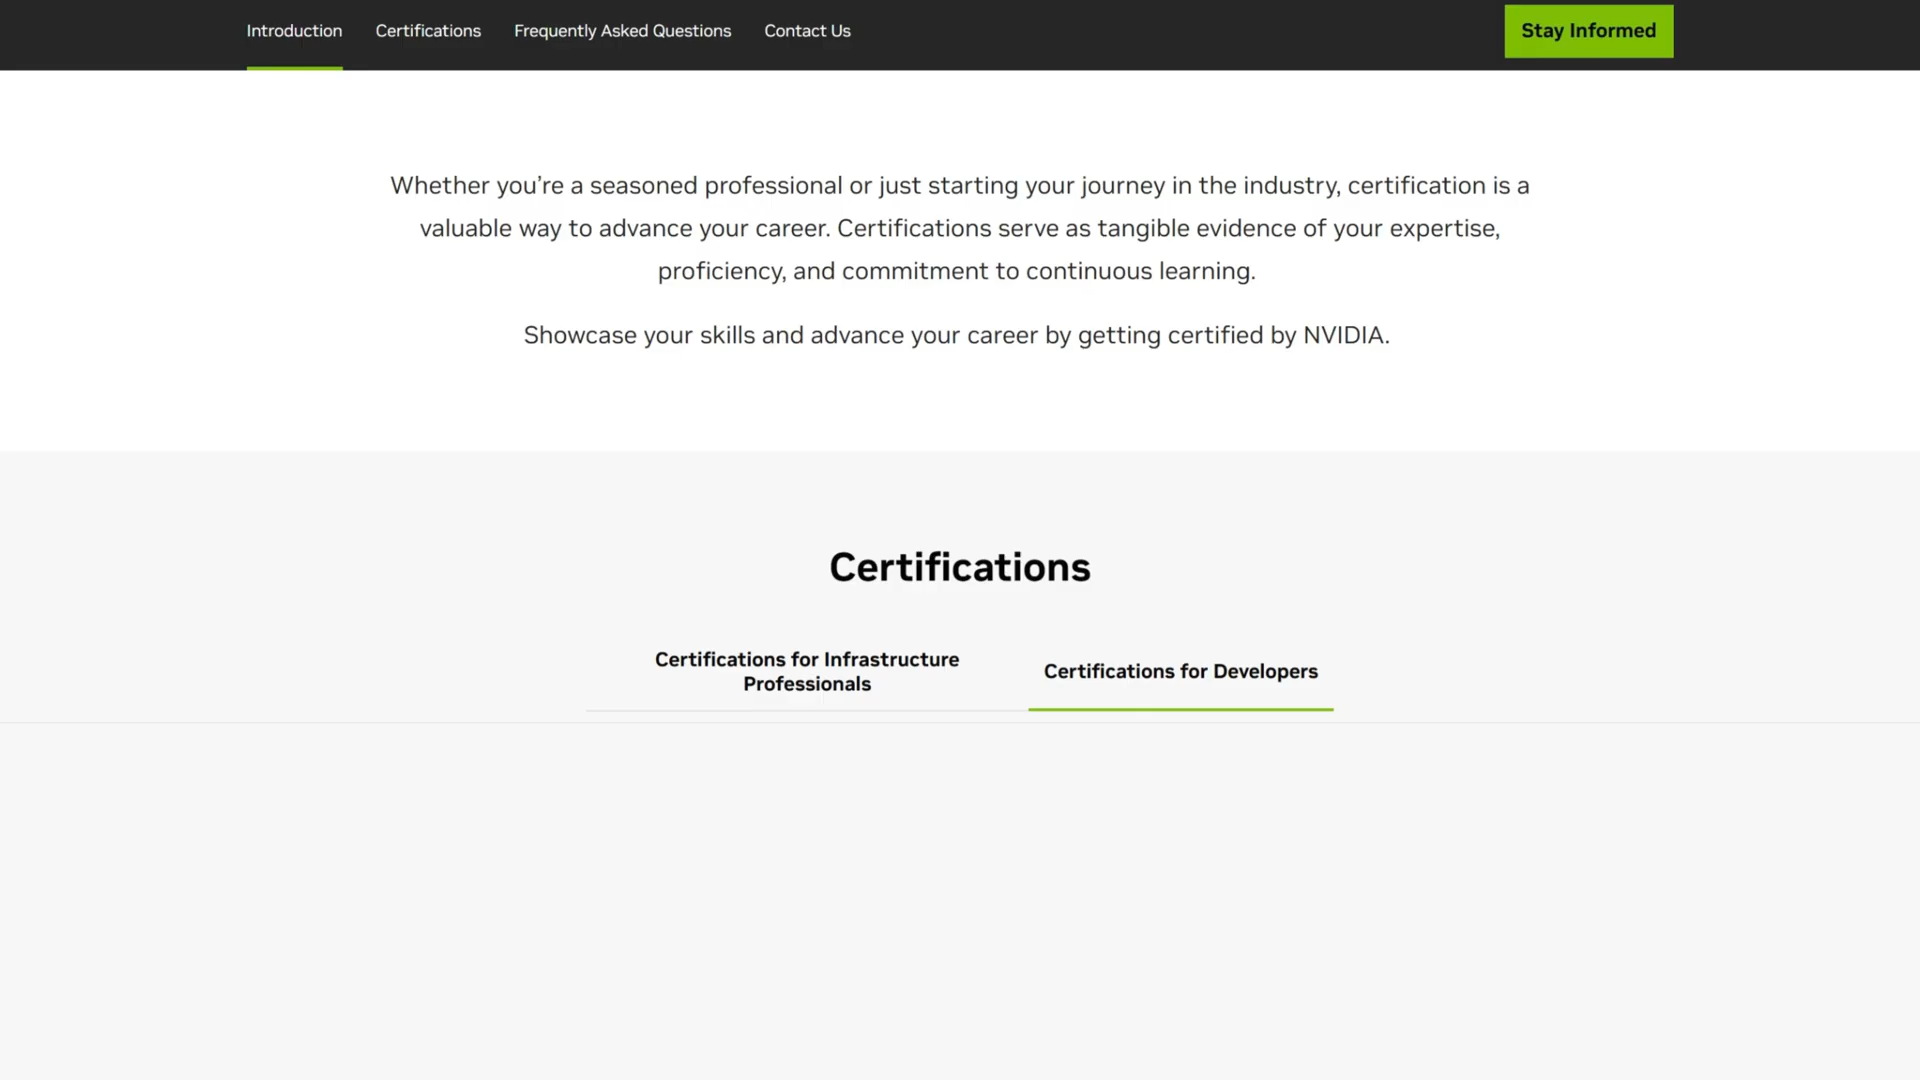 Introduction
Certifications
Frequently Asked Questions
Contact Us
Stay Informed
Whether you’re a seasoned professional or just starting your journey in the industry, certification is a
valuable way to advance your career. Certifications serve as tangible evidence of your expertise,
proficiency, and commitment to continuous learning.
Showcase your skills and advance your career by getting certified by NVIDIA.
Certifications
Certifications for Infrastructure
Professionals
Certifications for Developers